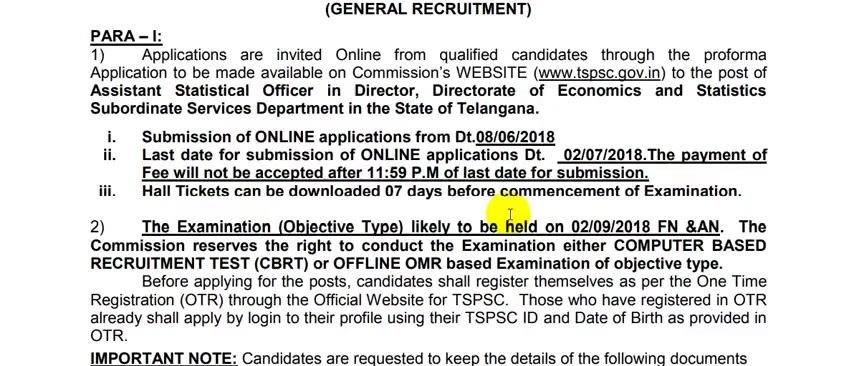 (GENERAL RECRUITMENT)
PARA – I:
1) Applications are invited Online from qualified candidates through the proforma
Application to be made available on Commission's WEBSITE (www.tspsc.gov.in) to the post of
Assistant Statistical Officer in Director, Directorate of Economics and Statistics
Subordinate Services Department in the State of Telangana.
i. Submission of ONLINE applications from Dt.08/06/2018
ii. Last date for submission of ONLINE applications Dt. 02/07/2018.The payment of
Fee will not be accepted after 11:59 P.M of last date for submission.
iii. Hall Tickets can be downloaded 07 days before commencement of Examination.
2) The Examination (Objective Type) likely to be held on 02/09/2018 FN &AN. The
Commission reserves the right to conduct the Examination either COMPUTER BASED
RECRUITMENT TEST (CBRT) or OFFLINE OMR based Examination of objective type.
Before applying for the posts, candidates shall register themselves as per the One Time
Registration (OTR) through the Official Website for TSPSC. Those who have registered in OTR
already shall apply by login to their profile using their TSPSC ID and Date of Birth as provided in
OTR.
IMPORTANT NOTE: Candidates are requested to keep the details of the following documents